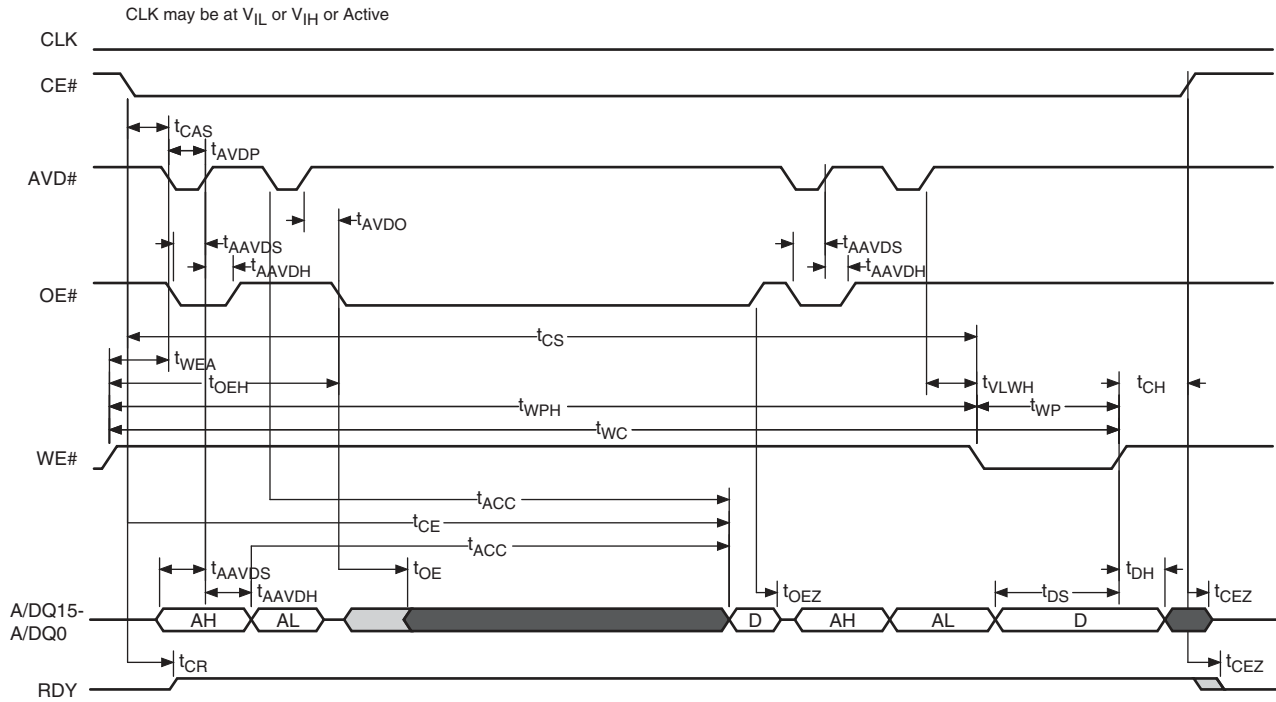 CLK may be at VIL or VIH or Active
CLK
CE#
tCAS
tAVDP
AVD#
tAVDO
tAAVDS
tAAVDS
tAAVDH
tAAVDH
OE#
tCS
tWEA
tOEH
tVLWH
tCH
tWPH
tWP
tWC
WE#
tACC
tCE
tACC
tAAVDS
tOE
tDH
tAAVDH
tOEZ
tDS
tCEZ
A/DQ15-
A/DQ0
AH
AL
D
AH
AL
D
tCR
tCEZ
RDY